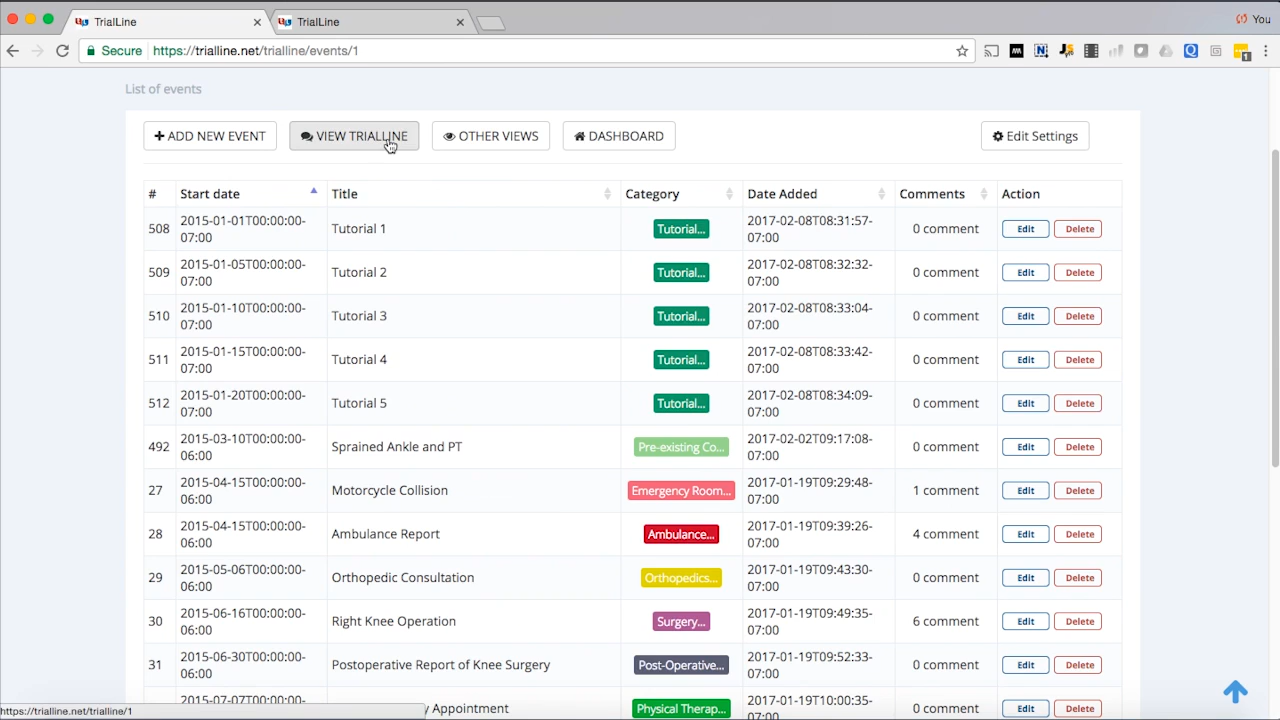 TrialLine
TrialLine
You
Secure https://trialline.net/trialline/events/1
List of events
ADD NEW EVENT VIEW TRIALLINE OTHER VIEWS DASHBOARD Edit Settings
# Start date Title Category Date Added Comments Action
508 2015-01-01T00:00:00-07:00 Tutorial 1 Tutorial... 2017-02-08T08:31:57-07:00 0 comment Edit Delete
509 2015-01-05T00:00:00-07:00 Tutorial 2 Tutorial... 2017-02-08T08:32:32-07:00 0 comment Edit Delete
510 2015-01-10T00:00:00-07:00 Tutorial 3 Tutorial... 2017-02-08T08:33:04-07:00 0 comment Edit Delete
511 2015-01-15T00:00:00-07:00 Tutorial 4 Tutorial... 2017-02-08T08:33:42-07:00 0 comment Edit Delete
512 2015-01-20T00:00:00-07:00 Tutorial 5 Tutorial... 2017-02-08T08:34:09-07:00 0 comment Edit Delete
492 2015-03-10T00:00:00-06:00 Sprained Ankle and PT Pre-existing Co... 2017-02-02T09:17:08-07:00 0 comment Edit Delete
27 2015-04-15T00:00:00-06:00 Motorcycle Collision Emergency Room... 2017-01-19T09:29:48-07:00 1 comment Edit Delete
28 2015-04-15T00:00:00-06:00 Ambulance Report Ambulance... 2017-01-19T09:39:26-07:00 4 comment Edit Delete
29 2015-05-06T00:00:00-06:00 Orthopedic Consultation Orthopedics... 2017-01-19T09:43:30-07:00 0 comment Edit Delete
30 2015-06-16T00:00:00-06:00 Right Knee Operation Surgery... 2017-01-19T09:49:35-07:00 6 comment Edit Delete
31 2015-06-30T00:00:00-06:00 Postoperative Report of Knee Surgery Post-Operative... 2017-01-19T09:52:33-07:00 0 comment Edit Delete
2015-07-07T00:00:00- Appointment Physical Therap... 2017-01-19T10:00:35-07:00 0 comment Edit Delete
https://trialline.net/trialline/1